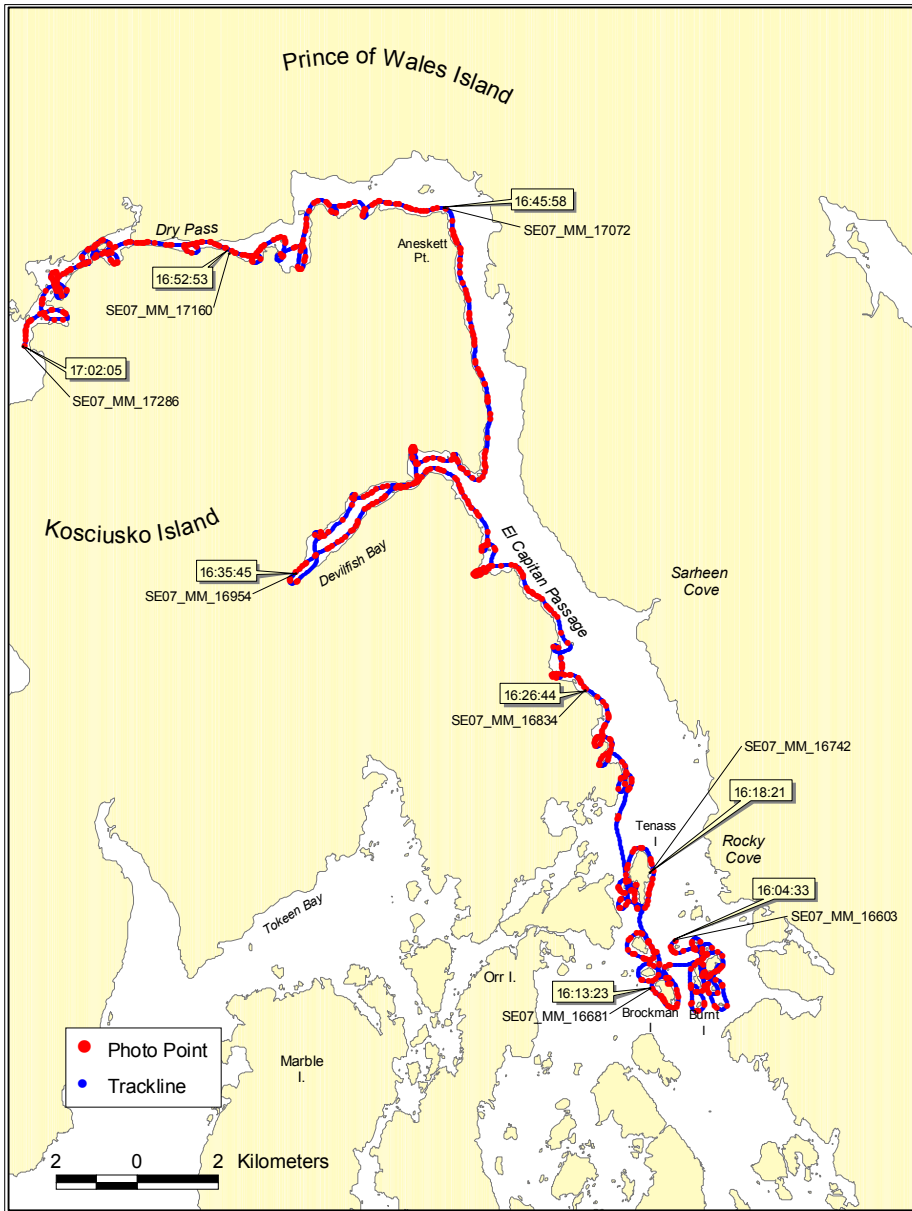 Prince of Wales Island
16:45:58
SE07_MM_17072
Dry Pass
Aneskett
Pt.
16:52:53
SE07_MM_17160
17:02:05
SE07_MM_17286
Kosciusko Island
El Capitan Passage
Devilfish Bay
16:35:45
SE07_MM_16954
Sarheen
Cove
16:26:44
SE07_MM_16834
SE07_MM_16742
16:18:21
Tenass
I
Rocky
Cove
16:04:33
SE07_MM_16603
Tokeen Bay
Orr I.
16:13:23
SE07_MM_16681
Brockman
I
Burnt
I
Marble
I.
Photo Point
Trackline
2 0 2 Kilometers